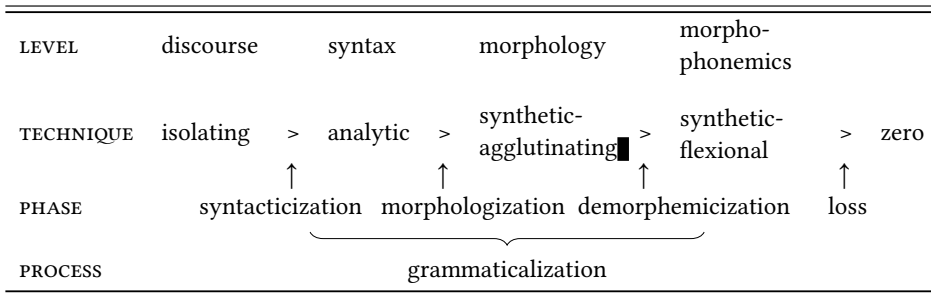 LEVEL discourse syntax morphology morpho-phonemics
TECHNIQUE isolating > analytic > synthetic-agglutinating > synthetic-flexional > zero
↑ ↑ ↑ ↑
PHASE syntacticization morphologization demorphemicization loss
PROCESS grammaticalization